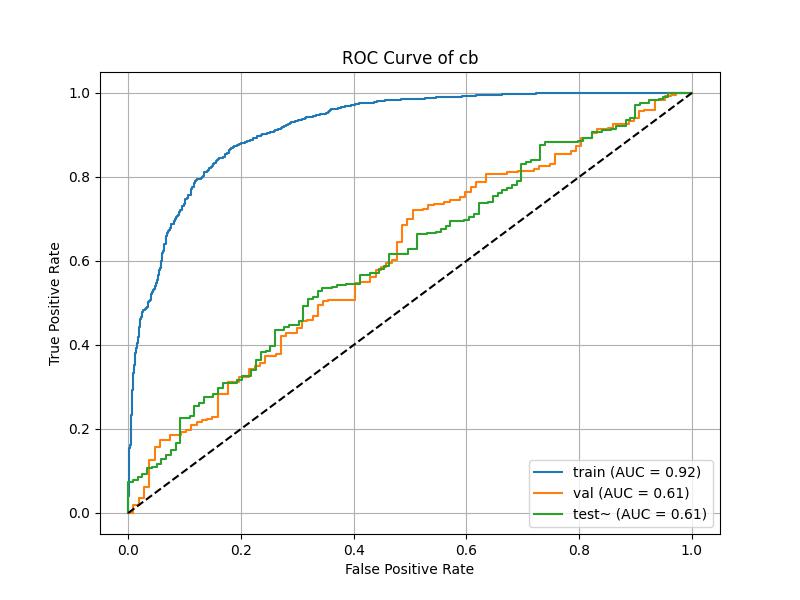 ROC Curve of cb
True Positive Rate
1.0
0.8
0.6
0.4
0.2
0.0
0.0 0.2 0.4 0.6 0.8 1.0
False Positive Rate
train (AUC = 0.92)
val (AUC = 0.61)
test~ (AUC = 0.61)